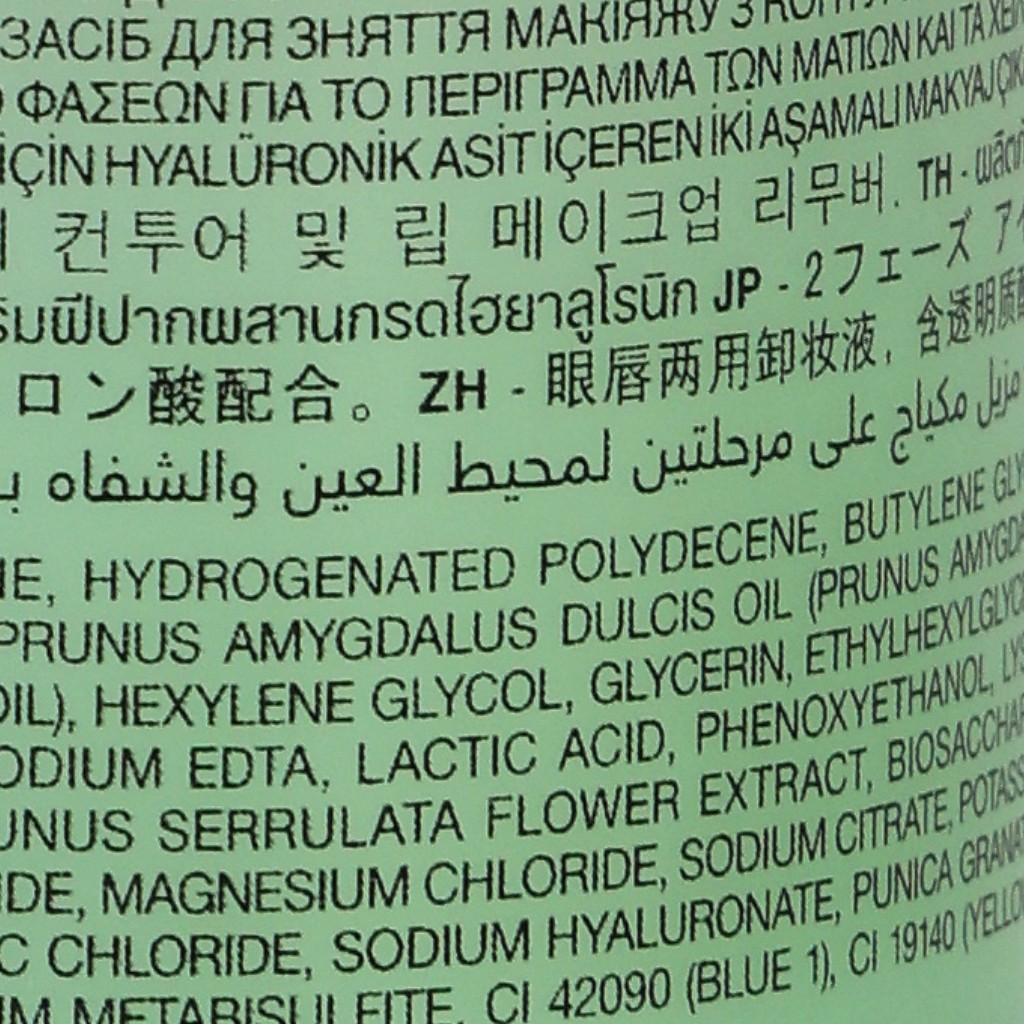 ЗАСІБ ДЛЯ ЗНЯТТЯ МАКІЯЖУ З
ΦΑΣΕΩΝ ΓΙΑ ΤΟ ΠΕΡΙΓΡΑΜΜΑ ΤΩΝ ΜΑΤΙΩΝ ΚΑΙ ΤΑ
İÇİN HYALÜRONİK ASİT İÇEREN İKİ AŞAMALI MAKYAJ
컨투어 및 립 메이크업 리무버. TH -
ริมฝีปากผสานกรดไฮยาลูโรนิก JP - 2フェーズ
ロン酸配合。 ZH - 眼唇两用卸妆液，含透明质
مزيل مكياج على مرحلتين لمحيط العين والشفاه
HYDROGENATED POLYDECENE, BUTYLENE
PRUNUS AMYGDALUS DULCIS OIL (PRUNUS
OIL), HEXYLENE GLYCOL, GLYCERIN,
EDTA, LACTIC ACID, PHENOXYETHANOL,
SERRULATA FLOWER EXTRACT,
MAGNESIUM CHLORIDE, SODIUM CITRATE,
CHLORIDE, SODIUM HYALURONATE, PUNICA
METABISULFITE, CI 42090 (BLUE 1), CI 19140